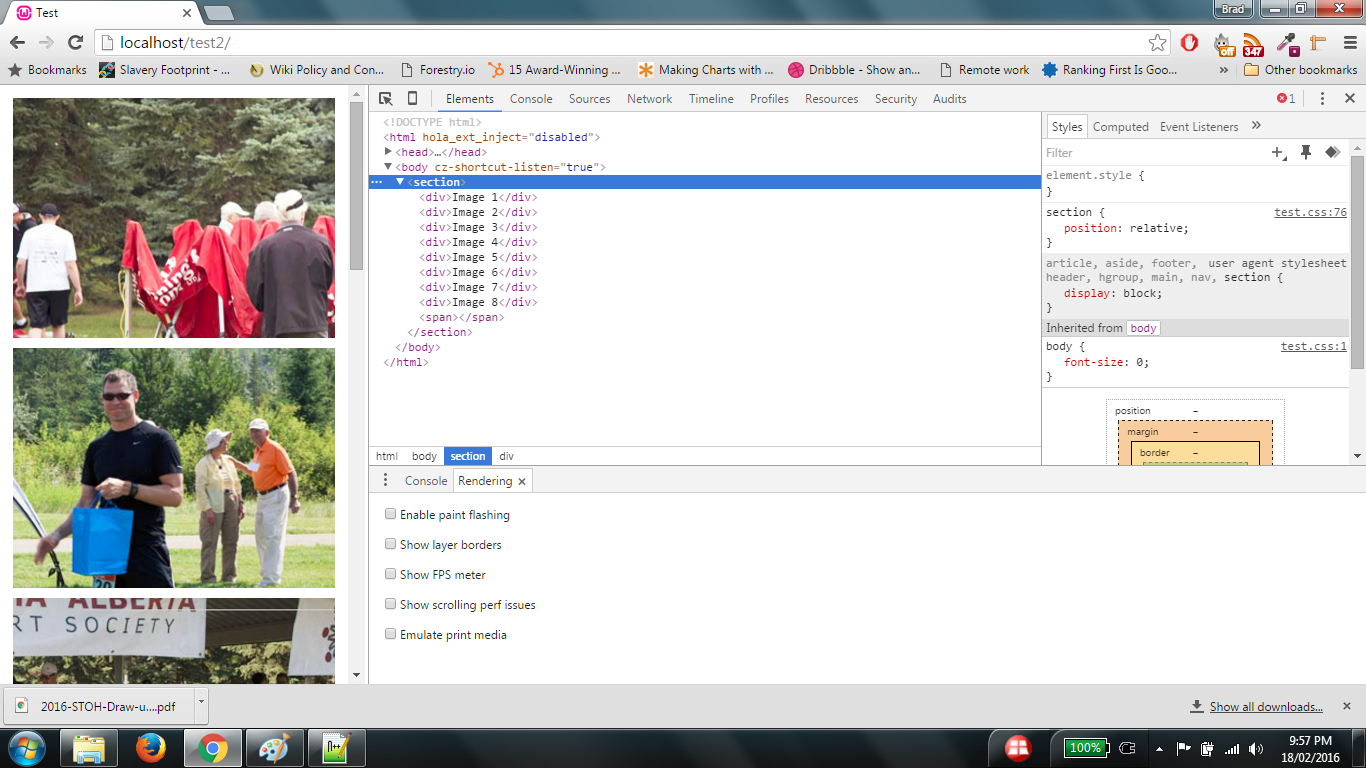 Test
Brad
localhost/test2/
347
Bookmarks
Slavery Footprint - ...
Wiki Policy and Con...
Forestry.io
15 Award-Winning ...
Making Charts with ...
Dribbble - Show an...
Remote work
Ranking First Is Goo...
»
Other bookmarks
Elements Console Sources Network Timeline Profiles Resources Security Audits
1
<!DOCTYPE html>
<html hola_ext_inject="disabled">
<head>…</head>
<body cz-shortcut-listen="true">
<section>
<div>Image 1</div>
<div>Image 2</div>
<div>Image 3</div>
<div>Image 4</div>
<div>Image 5</div>
<div>Image 6</div>
<div>Image 7</div>
<div>Image 8</div>
<span></span>
</section>
</body>
</html>
html body section div
Styles Computed Event Listeners »
Filter
element.style {
}
section { test.css:76
position: relative;
}
article, aside, footer, user agent stylesheet
header, hgroup, main, nav, section {
display: block;
}
Inherited from body
body { test.css:1
font-size: 0;
}
position –
margin –
border –
Console Rendering
Enable paint flashing
Show layer borders
Show FPS meter
Show scrolling perf issues
Emulate print media
ALBERTA
RT SOCIETY
2016-STOH-Draw-u....pdf
Show all downloads...
100%
9:57 PM
18/02/2016